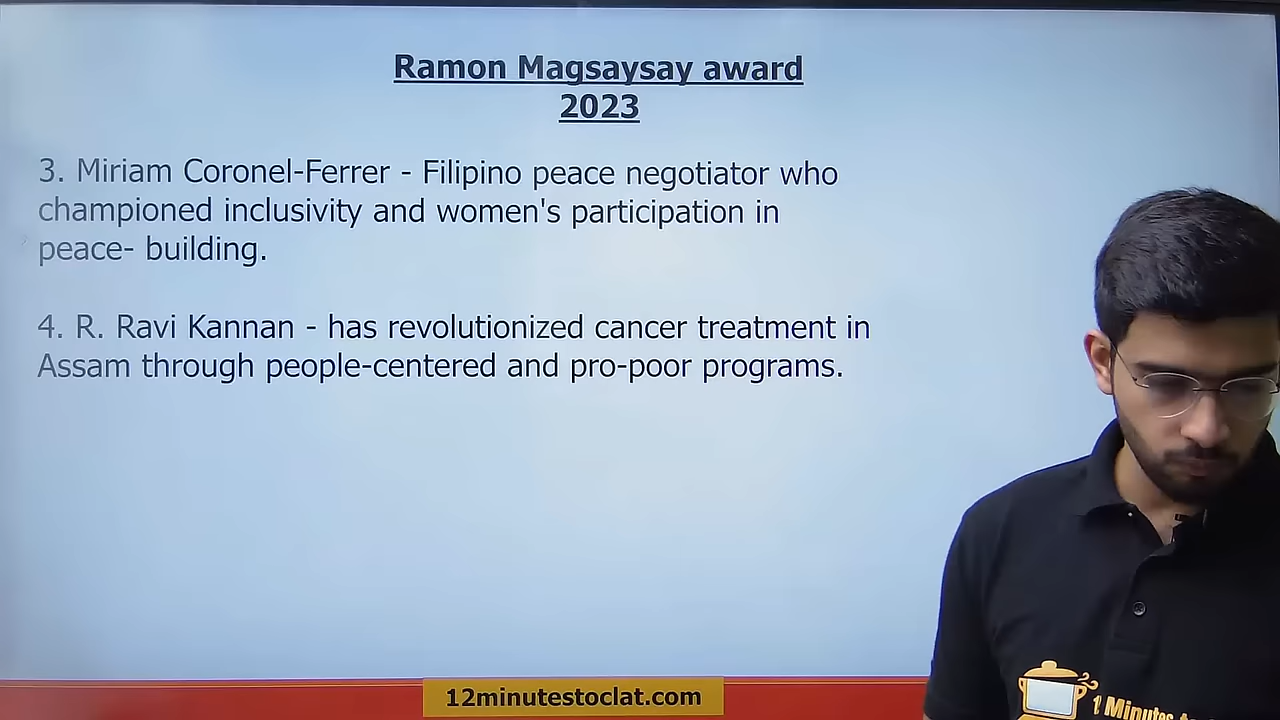 Ramon Magsaysay award
2023
3. Miriam Coronel-Ferrer - Filipino peace negotiator who
championed inclusivity and women's participation in
peace- building.
4. R. Ravi Kannan - has revolutionized cancer treatment in
Assam through people-centered and pro-poor programs.
12minutestoclat.com
Minutes